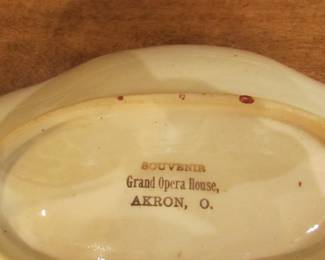 SOUVENIR
Grand Opera House,
AKRON, O.